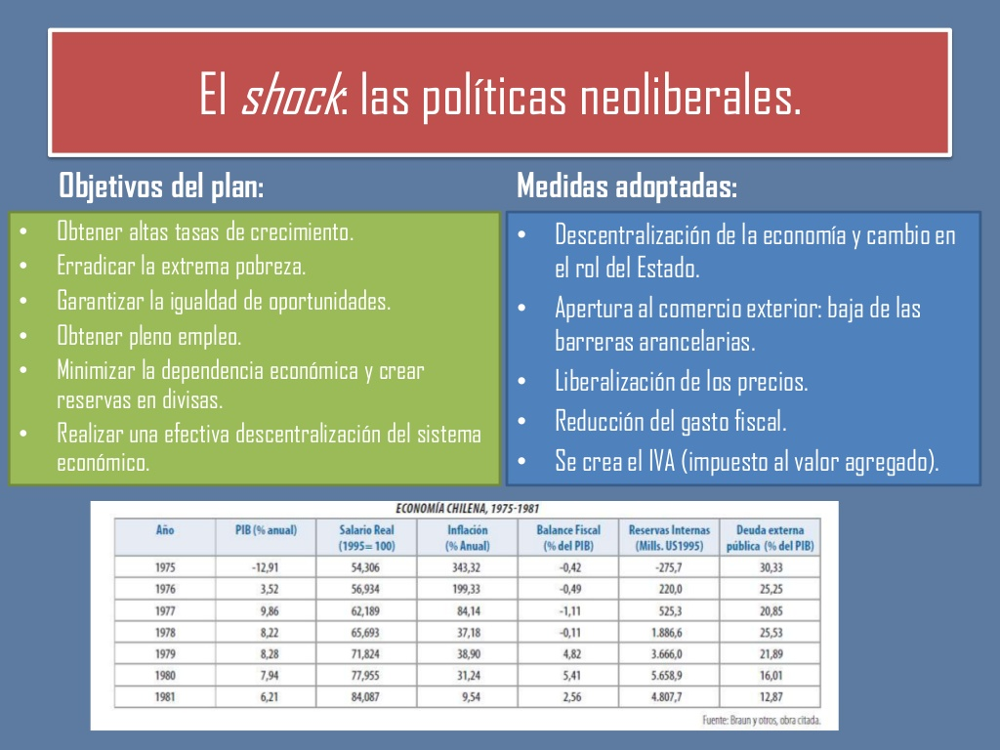 El shock: las políticas neoliberales.
Objetivos del plan:
• Obtener altas tasas de crecimiento.
• Erradicar la extrema pobreza.
• Garantizar la igualdad de oportunidades.
• Obtener pleno empleo.
• Minimizar la dependencia económica y crear
reservas en divisas.
• Realizar una efectiva descentralización del sistema
económico.
Medidas adoptadas:
• Descentralización de la economía y cambio en
el rol del Estado.
• Apertura al comercio exterior: baja de las
barreras arancelarias.
• Liberalización de los precios.
• Reducción del gasto fiscal.
• Se crea el IVA (impuesto al valor agregado).
ECONOMÍA CHILENA, 1975-1981
Año PIB (% anual) Salario Real Inflación Balance Fiscal Reservas Internas Deuda externa
(1995= 100) (% Anual) (% del PIB) (Mills. US1995) pública (% del PIB)
1975 -12,91 54,306 343,32 -0,42 -275,7 30,33
1976 3,52 56,934 199,33 -0,49 220,0 25,25
1977 9,86 62,189 84,14 -1,11 525,3 20,85
1978 8,22 65,693 37,18 -0,11 1.886,6 25,53
1979 8,28 71,824 38,90 4,82 3.666,0 21,89
1980 7,94 77,955 31,24 5,41 5.658,9 16,01
1981 6,21 84,087 9,54 2,56 4.807,7 12,87
Fuente: Braun y otros, obra citada.